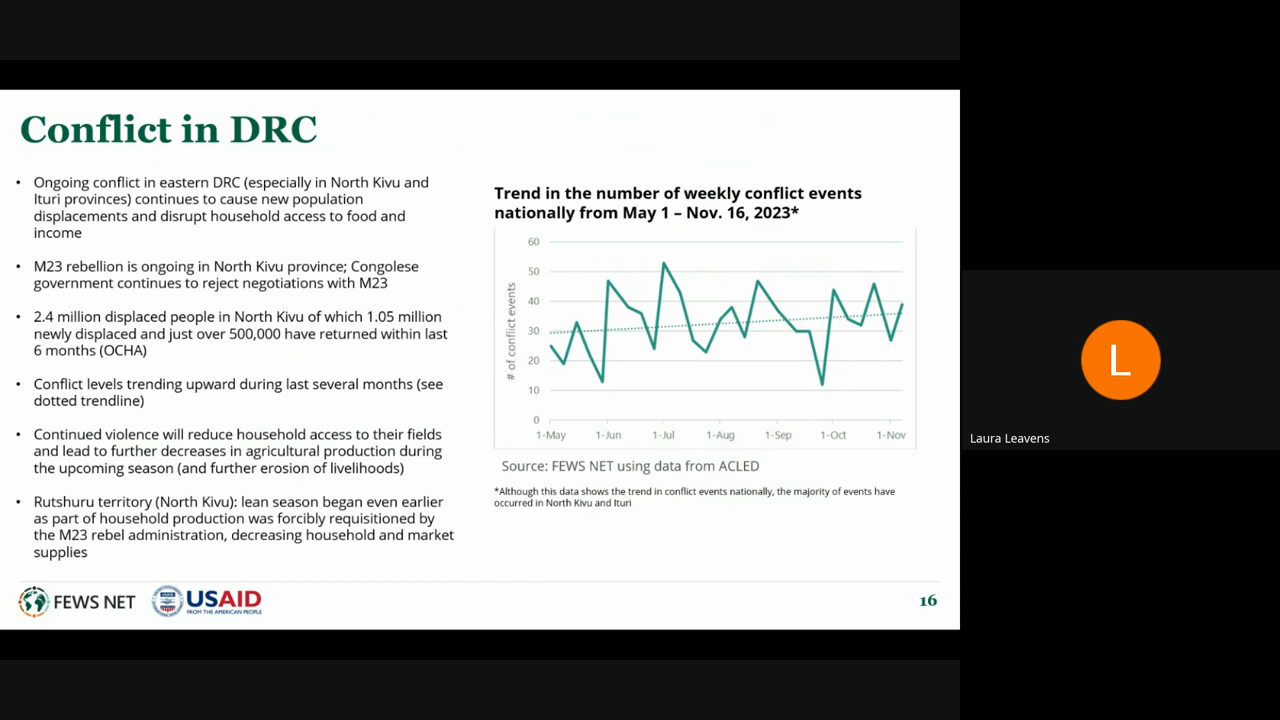 Conflict in DRC
• Ongoing conflict in eastern DRC (especially in North Kivu and
Ituri provinces) continues to cause new population
displacements and disrupt household access to food and
income
• M23 rebellion is ongoing in North Kivu province; Congolese
government continues to reject negotiations with M23
• 2.4 million displaced people in North Kivu of which 1.05 million
newly displaced and just over 500,000 have returned within last
6 months (OCHA)
• Conflict levels trending upward during last several months (see
dotted trendline)
• Continued violence will reduce household access to their fields
and lead to further decreases in agricultural production during
the upcoming season (and further erosion of livelihoods)
• Rutshuru territory (North Kivu): lean season began even earlier
as part of household production was forcibly requisitioned by
the M23 rebel administration, decreasing household and market
supplies
Trend in the number of weekly conflict events
nationally from May 1 – Nov. 16, 2023*
# of conflict events
60
50
40
30
20
10
0
1-May 1-Jun 1-Jul 1-Aug 1-Sep 1-Oct 1-Nov
Source: FEWS NET using data from ACLED
*Although this data shows the trend in conflict events nationally, the majority of events have
occurred in North Kivu and Ituri
FEWS NET
USAID
FROM THE AMERICAN PEOPLE
16
L
Laura Leavens